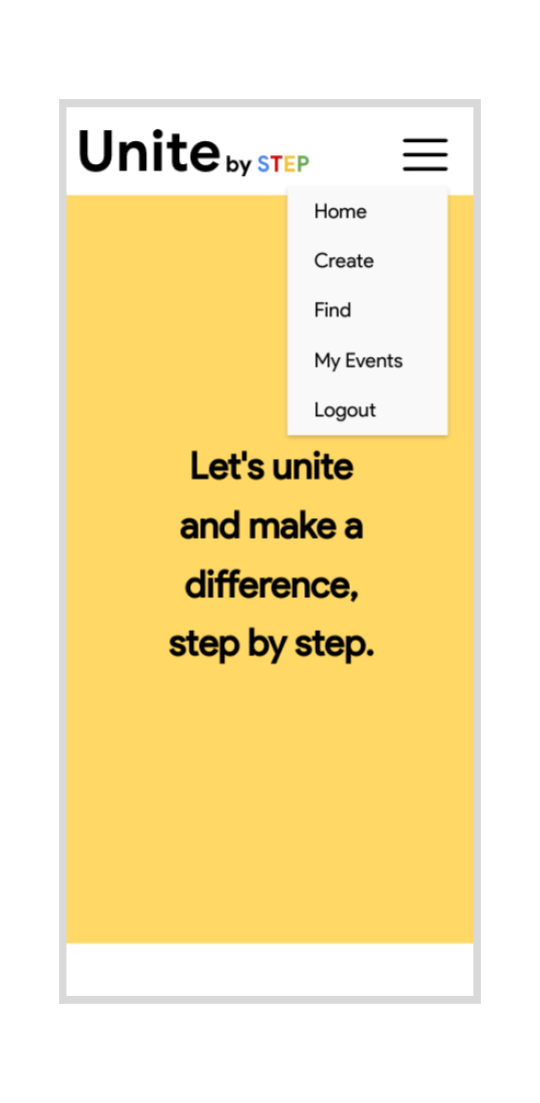 Unite by STEP
Home
Create
Find
My Events
Logout
Let's unite
and make a
difference,
step by step.